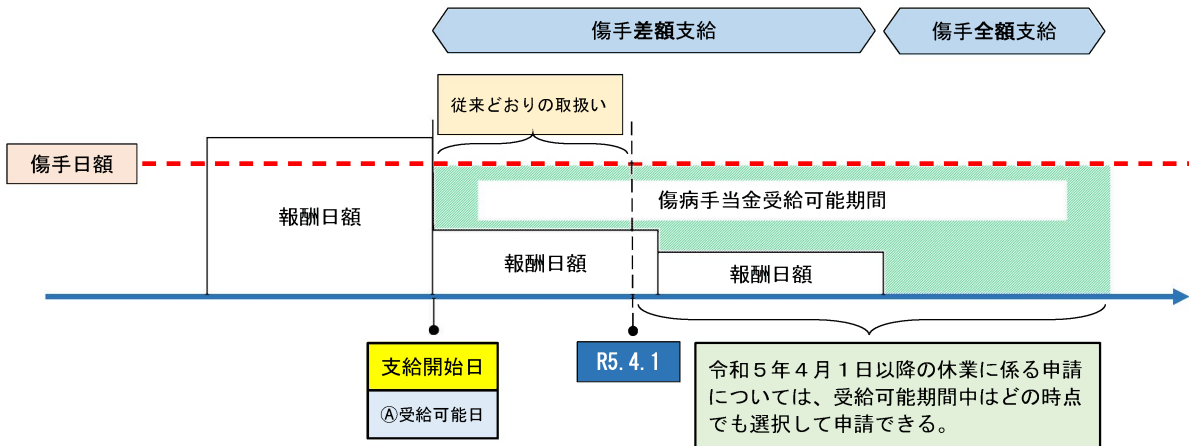 傷手差額支給
傷手全額支給
従来どおりの取扱い
傷手日額
傷病手当金受給可能期間
報酬日額
報酬日額
報酬日額
支給開始日
Ⓐ受給可能日
R5.4.1
令和５年４月１日以降の休業に係る申請
については、受給可能期間中はどの時点
でも選択して申請できる。